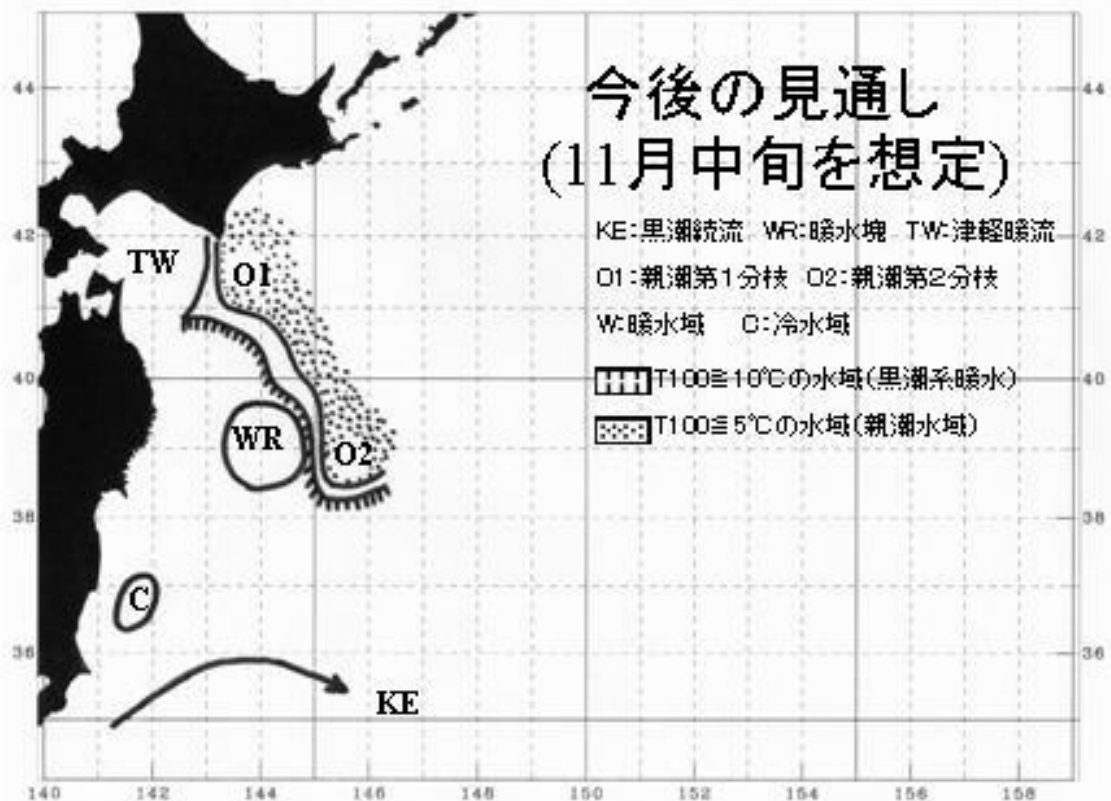 今後の見通し
(11月中旬を想定)
KE:黒潮続流 WR:暖水塊 TW:津軽暖流
O1:親潮第1分枝 O2:親潮第2分枝
W:暖水域 C:冷水域
T100≧10℃の水域(黒潮系暖水)
T100≦5℃の水域(親潮水域)
44 44
42 42
TW O1
40 40
WR O2
38 38
C
36 36
KE
140 142 144 146 148 150 152 154 156 158